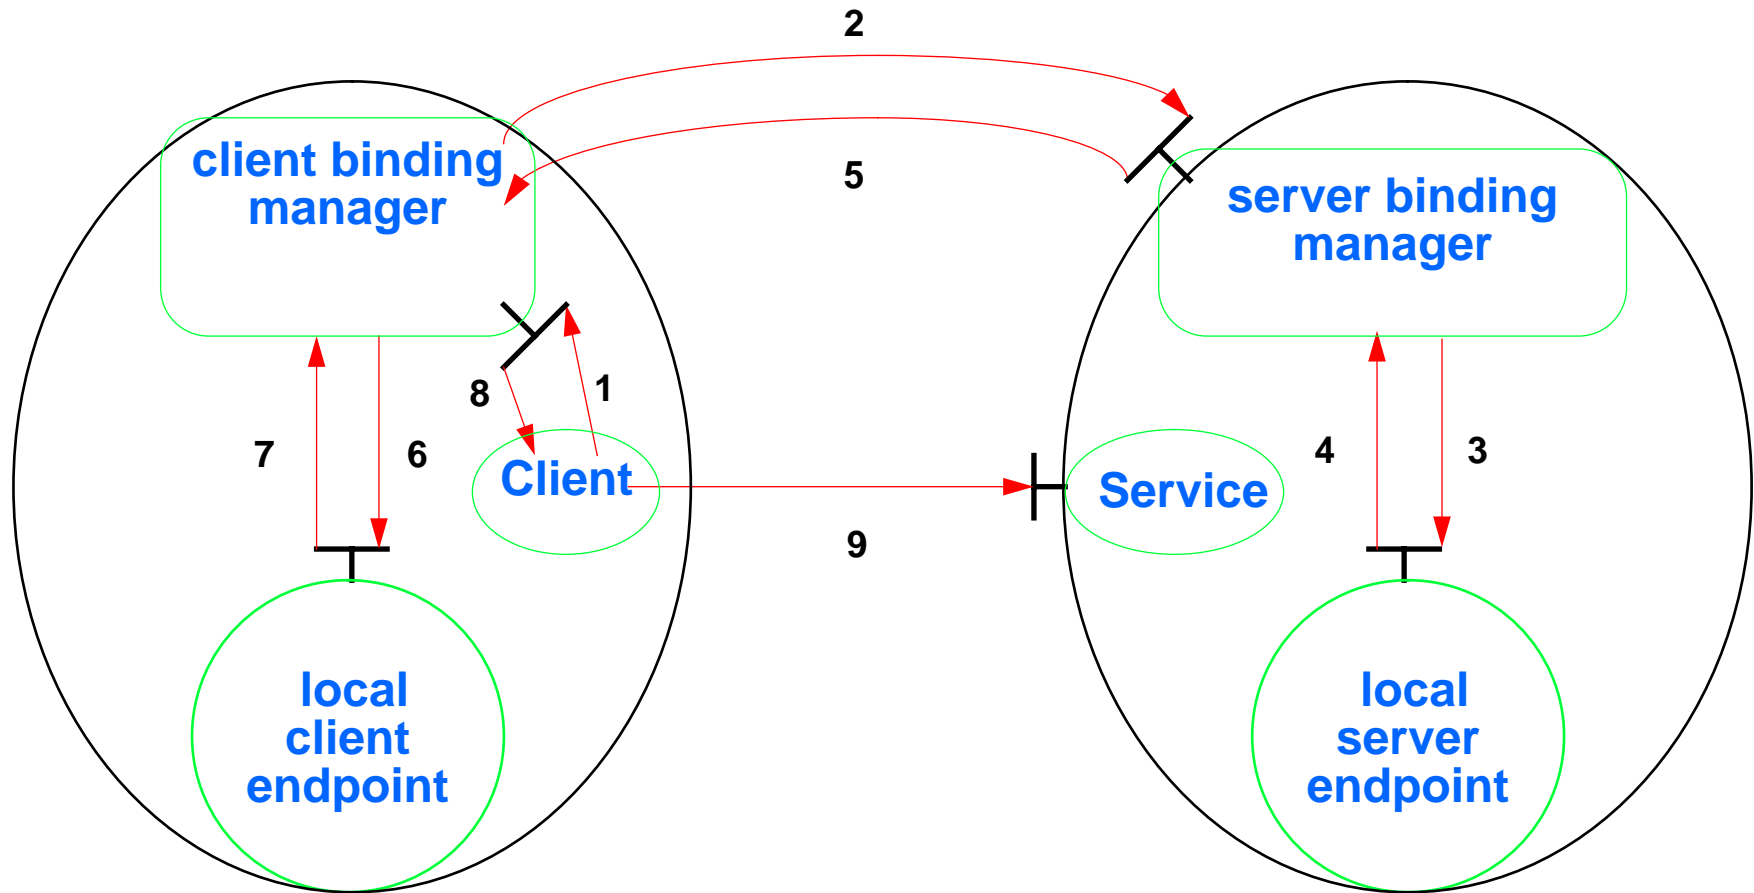 2
client binding
manager
5
server binding
manager
8
1
7
6
Client
9
Service
4
3
local
client
endpoint
local
server
endpoint